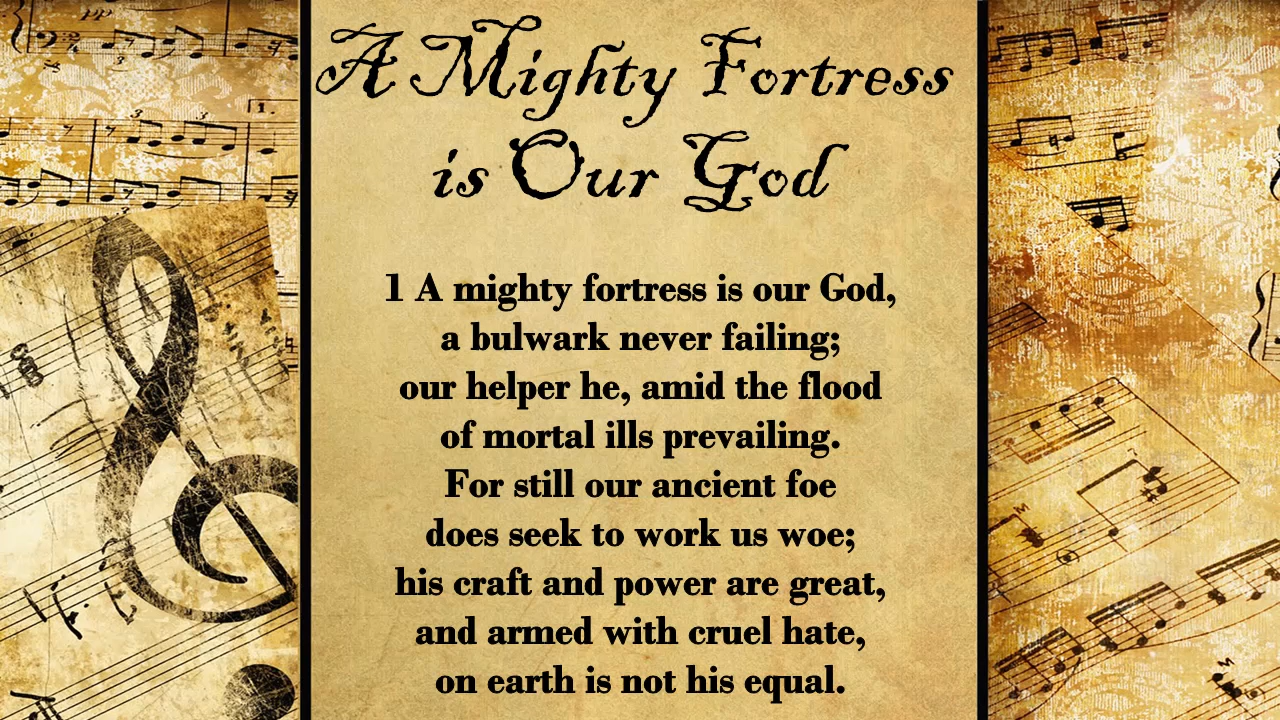 A Mighty Fortress
is Our God
1 A mighty fortress is our God,
a bulwark never failing;
our helper he, amid the flood
of mortal ills prevailing.
For still our ancient foe
does seek to work us woe;
his craft and power are great,
and armed with cruel hate,
on earth is not his equal.